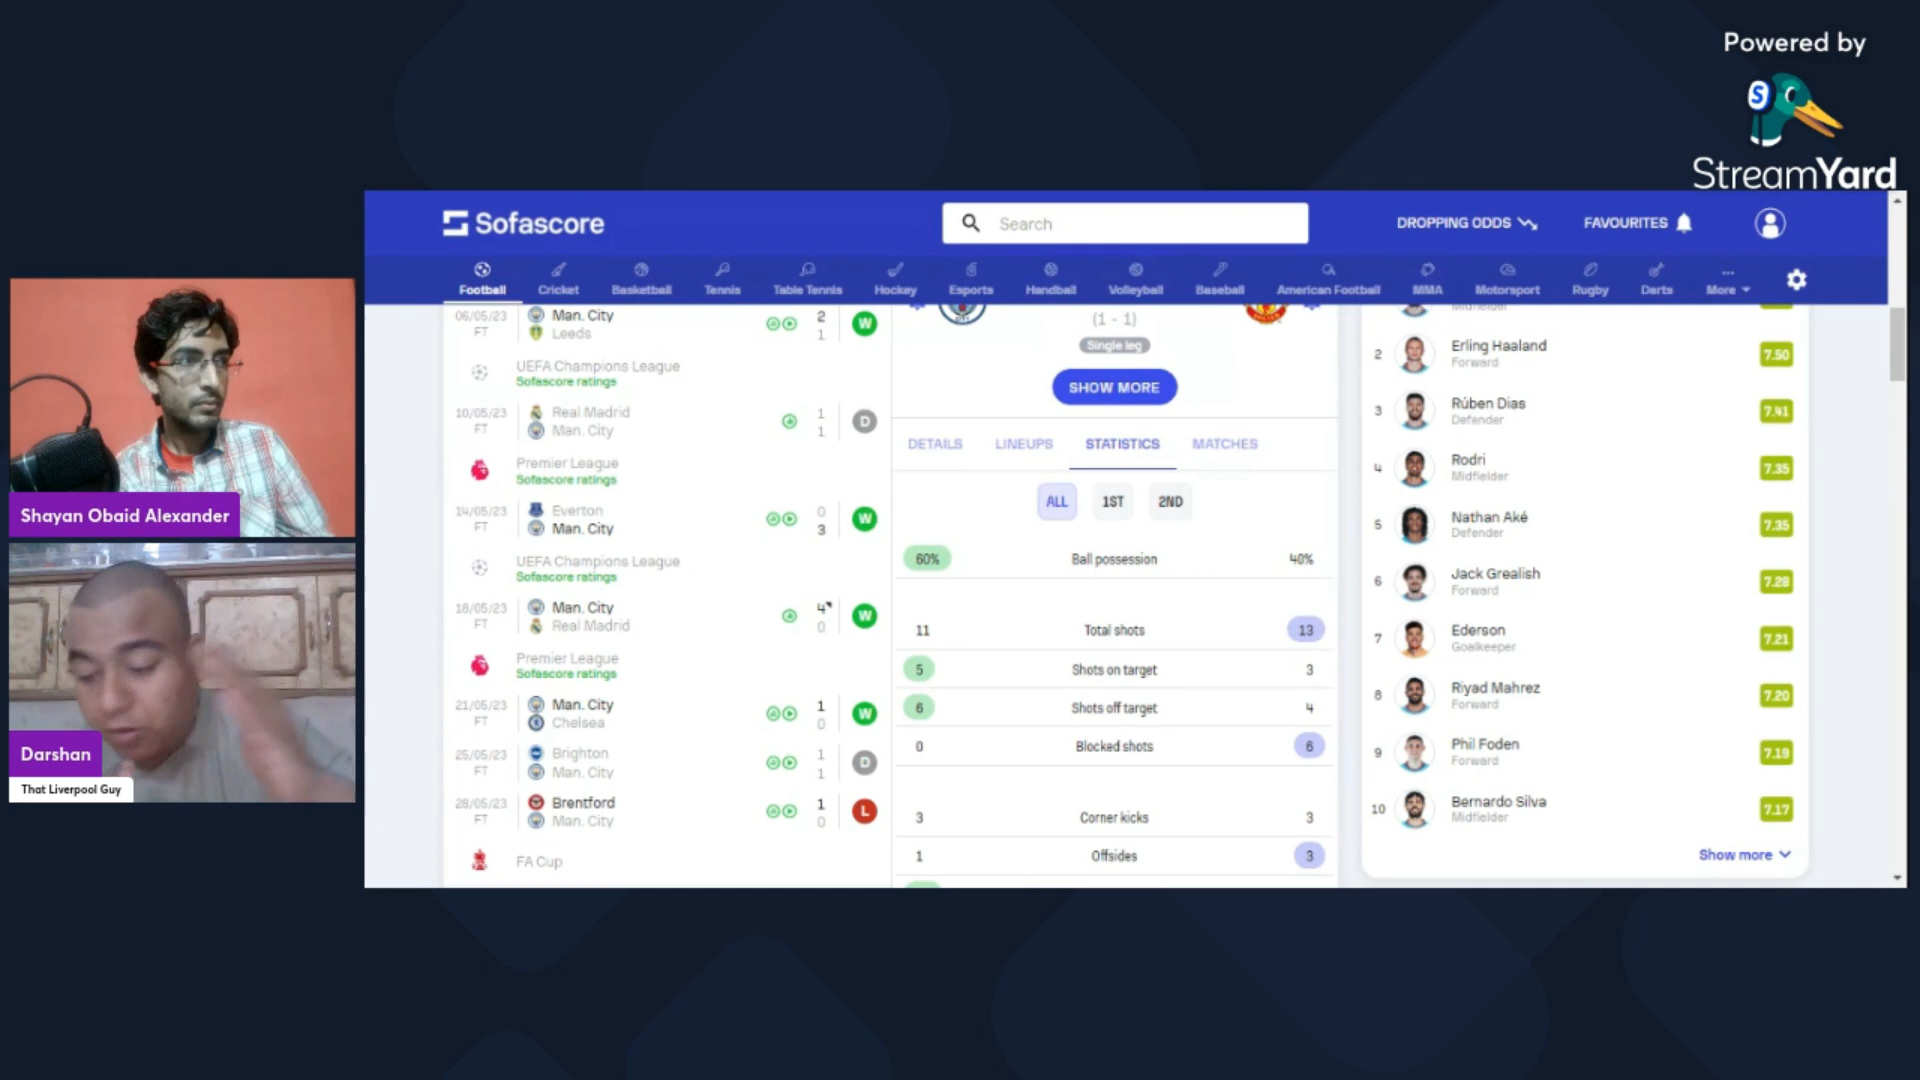 Powered by
StreamYard
Sofascore
Search
DROPPING ODDS
FAVOURITES
Football
Cricket
Basketball
Tennis
Table Tennis
Hockey
Esports
Handball
Volleyball
Baseball
American Football
MMA
Motorsport
Rugby
Darts
More
06/05/23
FT
Man. City
Leeds
2
1
W
UEFA Champions League
Sofascore ratings
10/05/23
FT
Real Madrid
Man. City
1
1
D
Premier League
Sofascore ratings
14/05/23
FT
Everton
Man. City
0
3
W
UEFA Champions League
Sofascore ratings
18/05/23
FT
Man. City
Real Madrid
4
0
W
Premier League
Sofascore ratings
21/05/23
FT
Man. City
Chelsea
1
0
W
25/05/23
FT
Brighton
Man. City
1
1
D
28/05/23
FT
Brentford
Man. City
1
0
L
FA Cup
(1 - 1)
Single leg
SHOW MORE
DETAILS
LINEUPS
STATISTICS
MATCHES
ALL
1ST
2ND
60% Ball possession 40%
11 Total shots 13
5 Shots on target 3
6 Shots off target 4
0 Blocked shots 6
3 Corner kicks 3
1 Offsides 3
Midfielder
2 Erling Haaland 7.50
Forward
3 Rúben Dias 7.41
Defender
4 Rodri 7.35
Midfielder
5 Nathan Aké 7.35
Defender
6 Jack Grealish 7.28
Forward
7 Ederson 7.21
Goalkeeper
8 Riyad Mahrez 7.20
Forward
9 Phil Foden 7.19
Forward
10 Bernardo Silva 7.17
Midfielder
Show more
Shayan Obaid Alexander
Darshan
That Liverpool Guy